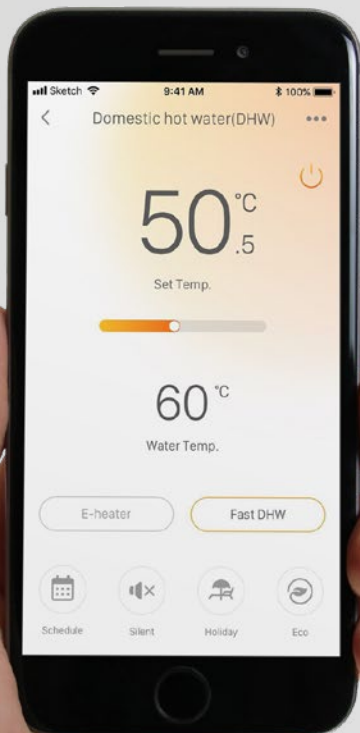 Sketch 9:41 AM 100%
Domestic hot water(DHW)
50.5°C
Set Temp.
60°C
Water Temp.
E-heater Fast DHW
Schedule Silent Holiday Eco